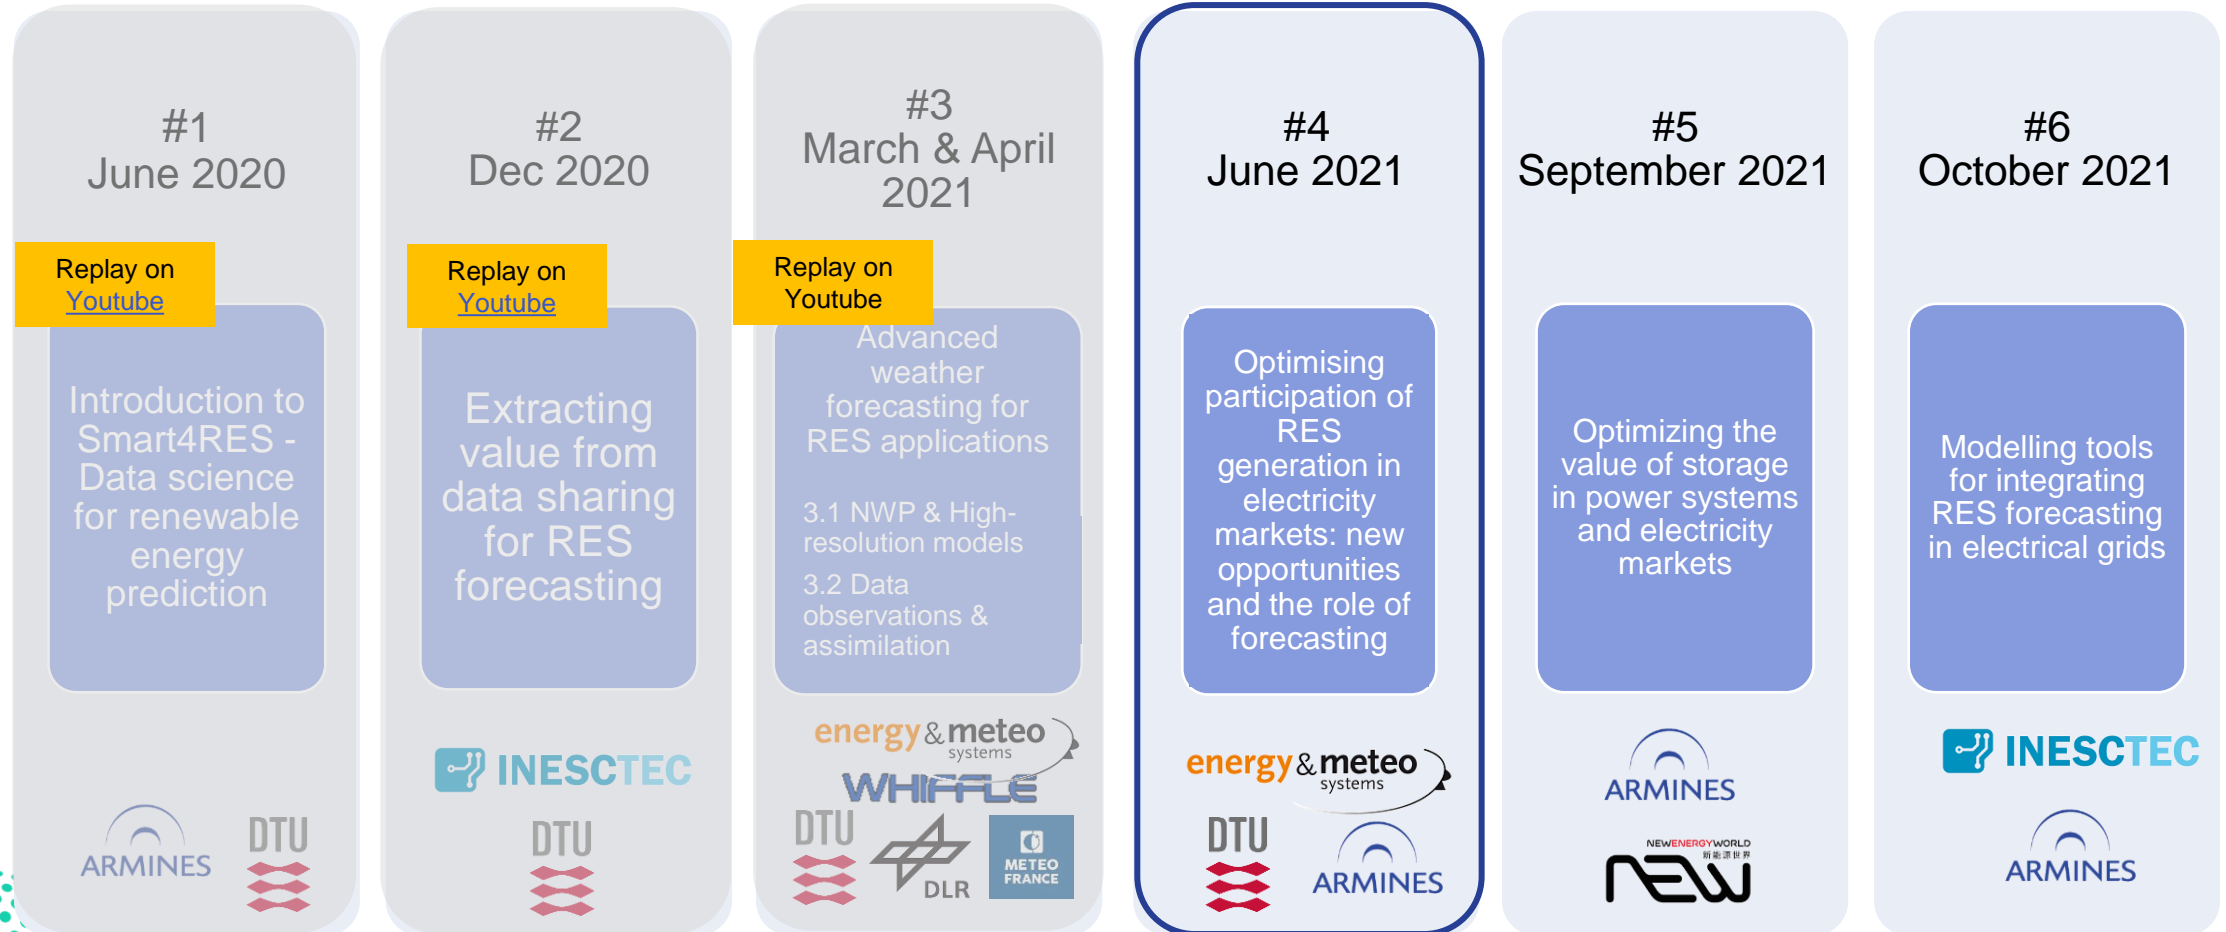 #1
June 2020
Replay on
Youtube
Introduction to
Smart4RES -
Data science
for renewable
energy
prediction
ARMINES
DTU
#2
Dec 2020
Replay on
Youtube
Extracting
value from
data sharing
for RES
forecasting
INESCTEC
DTU
#3
March & April
2021
Replay on
Youtube
Advanced
weather
forecasting for
RES applications
3.1 NWP & High-
resolution models
3.2 Data
observations &
assimilation
energy & meteo
systems
WHIFFLE
DTU
DLR
METEO
FRANCE
#4
June 2021
Optimising
participation of
RES
generation in
electricity
markets: new
opportunities
and the role of
forecasting
energy & meteo
systems
DTU
ARMINES
#5
September 2021
Optimizing the
value of storage
in power systems
and electricity
markets
ARMINES
NEWENERGYWORLD
新能源世界
NEW
#6
October 2021
Modelling tools
for integrating
RES forecasting
in electrical grids
INESCTEC
ARMINES